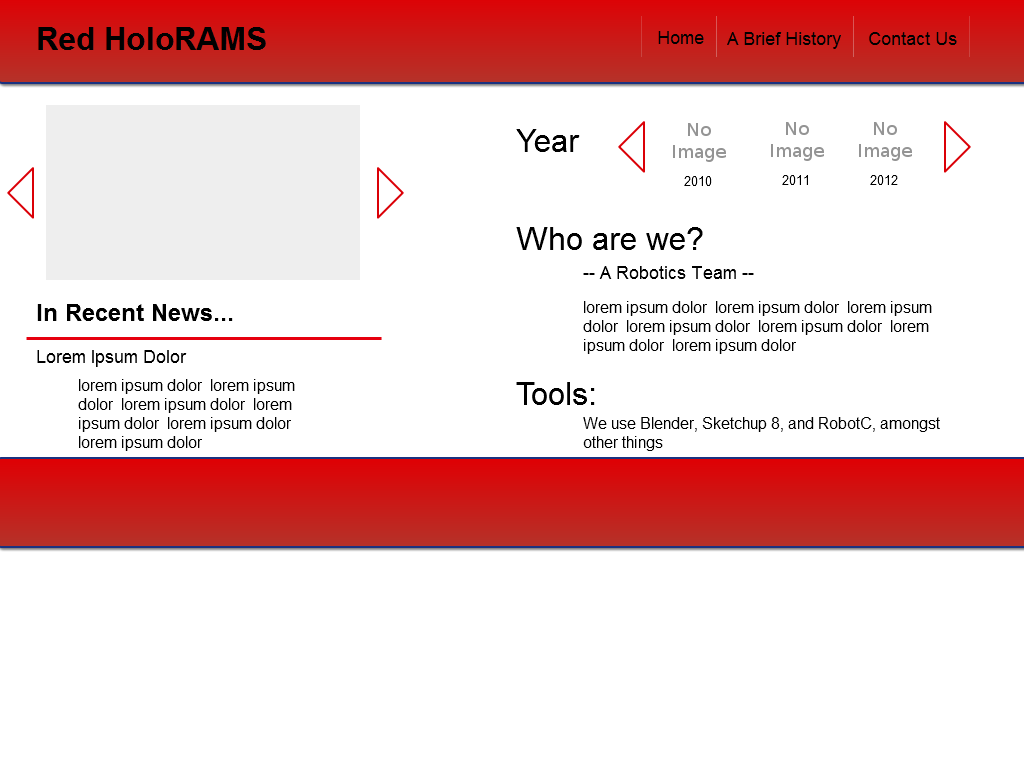 Red HoloRAMS
Home
A Brief History
Contact Us
In Recent News...
Lorem Ipsum Dolor
lorem ipsum dolor  lorem ipsum
dolor  lorem ipsum dolor  lorem
ipsum dolor  lorem ipsum dolor
lorem ipsum dolor
Year
No
Image
2010
No
Image
2011
No
Image
2012
Who are we?
-- A Robotics Team --
lorem ipsum dolor  lorem ipsum dolor  lorem ipsum
dolor  lorem ipsum dolor  lorem ipsum dolor  lorem
ipsum dolor  lorem ipsum dolor
Tools:
We use Blender, Sketchup 8, and RobotC, amongst
other things